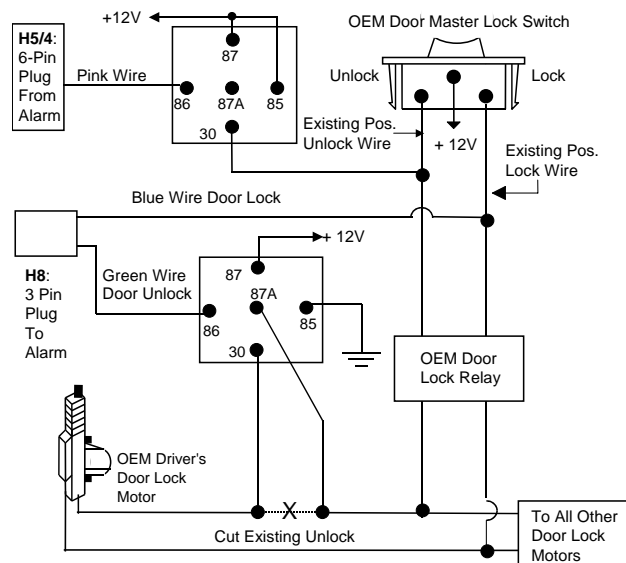 H5/4:
6-Pin
Plug
From
Alarm
Pink Wire
+12V
87
86
87A
85
30
OEM Door Master Lock Switch
Unlock
Lock
Existing Pos.
Unlock Wire
+ 12V
Existing Pos.
Lock Wire
Blue Wire Door Lock
H8:
3 Pin
Plug
To
Alarm
Green Wire
Door Unlock
+ 12V
87
87A
86
85
30
OEM Door
Lock Relay
OEM Driver's
Door Lock
Motor
X
Cut Existing Unlock
To All Other
Door Lock
Motors